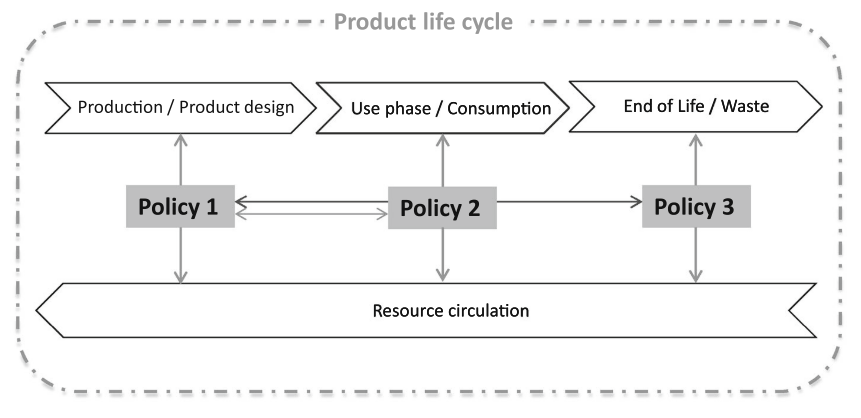 Product life cycle
Production / Product design
Use phase / Consumption
End of Life / Waste
Policy 1
Policy 2
Policy 3
Resource circulation